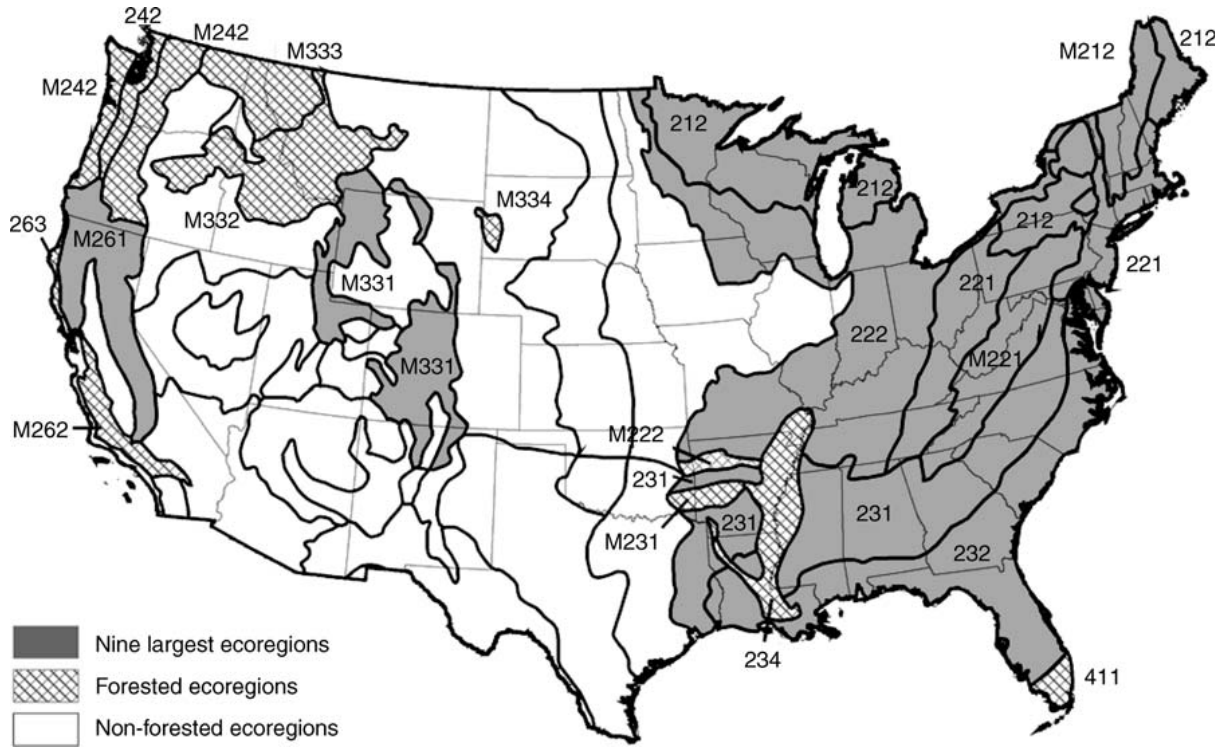 242
M242
M333
M242
M212
212
212
212
M334
M332
263
M261
212
221
M331
221
222
M331
M221
M262
M222
231
231
231
M231
232
234
411
Nine largest ecoregions
Forested ecoregions
Non-forested ecoregions